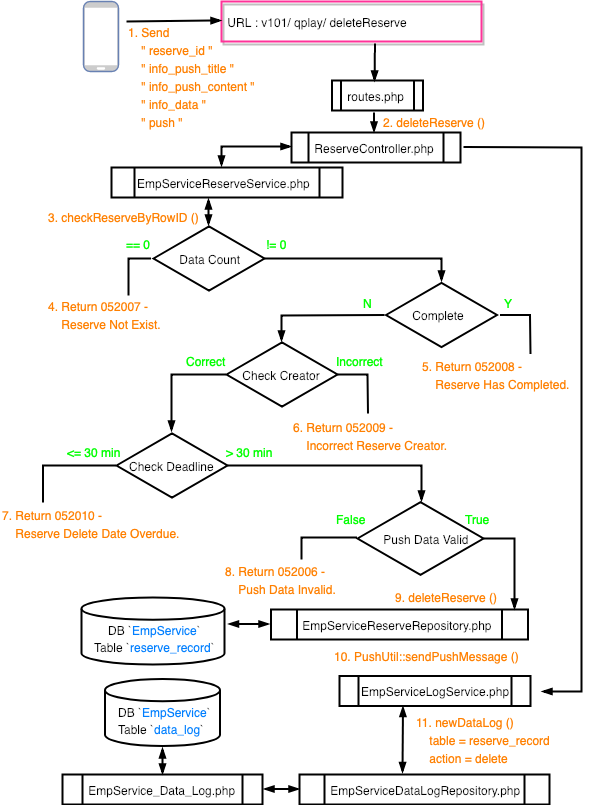 URL : v101/ qplay/ deleteReserve
1. Send
" reserve_id "
" info_push_title "
" info_push_content "
" info_data "
" push "
routes.php
2. deleteReserve ()
ReserveController.php
EmpServiceReserveService.php
3. checkReserveByRowID ()
== 0
!= 0
Data Count
4. Return 052007 -
Reserve Not Exist.
N
Y
Complete
5. Return 052008 -
Reserve Has Completed.
Correct
Incorrect
Check Creator
6. Return 052009 -
Incorrect Reserve Creator.
<= 30 min
> 30 min
Check Deadline
7. Return 052010 -
Reserve Delete Date Overdue.
False
True
Push Data Valid
8. Return 052006 -
Push Data Invalid.
9. deleteReserve ()
EmpServiceReserveRepository.php
DB `EmpService`
Table `reserve_record`
10. PushUtil::sendPushMessage ()
EmpServiceLogService.php
DB `EmpService`
Table `data_log`
11. newDataLog ()
table = reserve_record
action = delete
EmpService_Data_Log.php
EmpServiceDataLogRepository.php